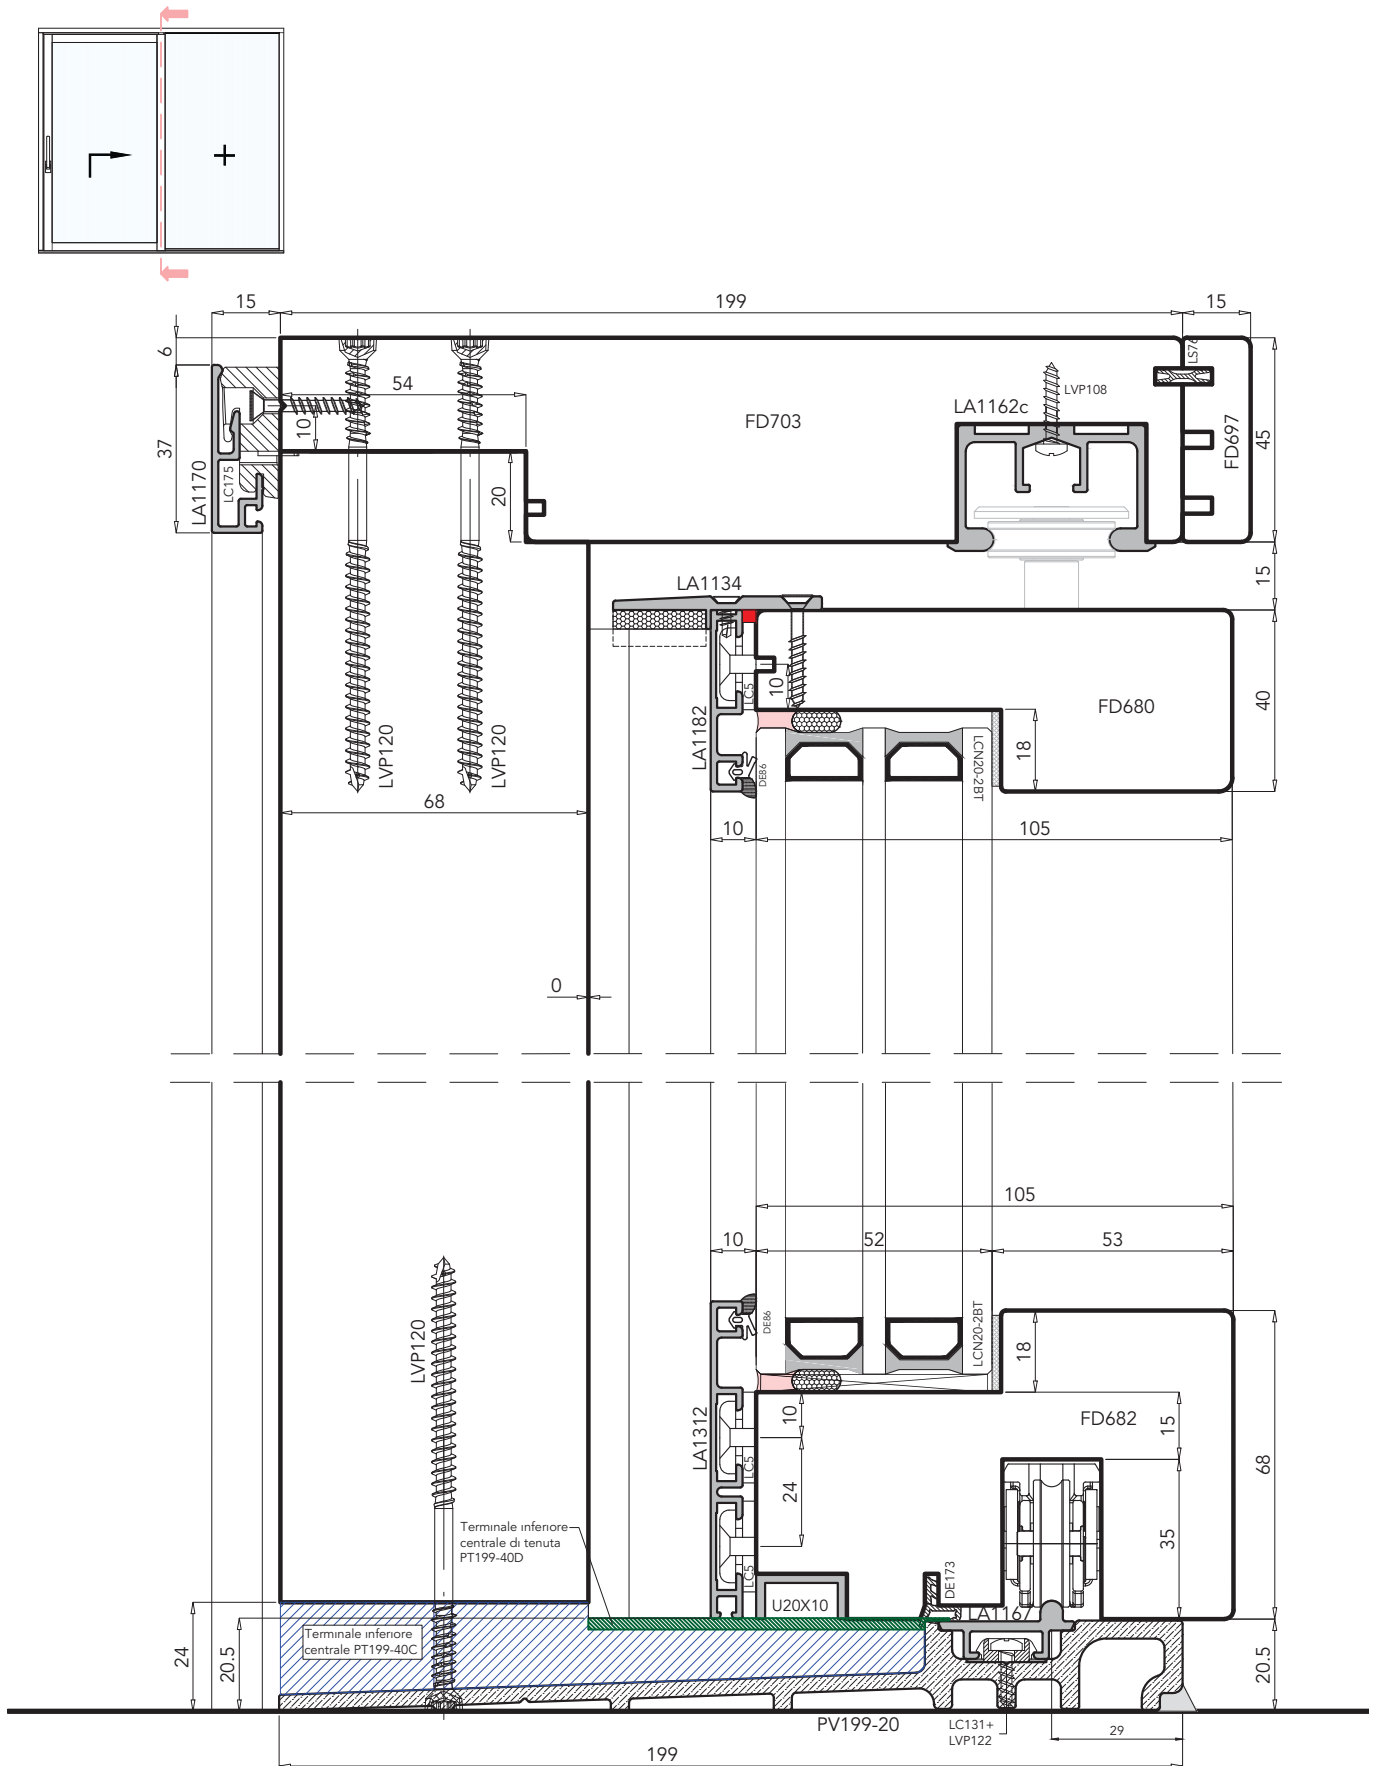 15
199
15
6
54
LS76
LVP108
LA1162c
10
FD703
FD697
45
37
LA1170
LC175
20
LA1134
15
10
LC5
FD680
40
LA1182
LVP120
LVP120
DE86
LCN20-2BT
18
68
10
105
0
105
10
52
53
DE86
LCN20-2BT
18
LVP120
LA1312
10
FD682
15
LC5
24
68
35
Terminale inferiore
centrale di tenuta
PT199-40D
LC5
U20X10
DE173
LA1167
24
20.5
Terminale inferiore
centrale PT199-40C
20.5
PV199-20
LC131+
LVP122
29
199